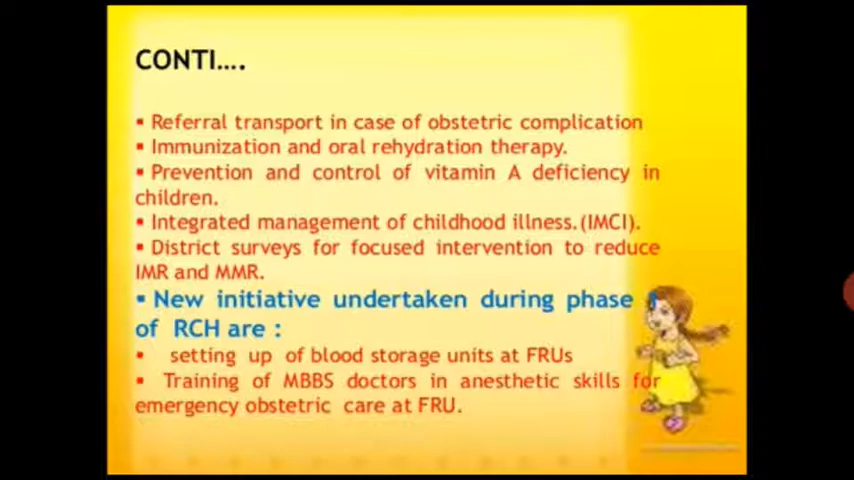 CONTI....
▪ Referral transport in case of obstetric complication
▪ Immunization and oral rehydration therapy.
▪ Prevention and control of vitamin A deficiency in
children.
▪ Integrated management of childhood illness.(IMCI).
▪ District surveys for focused intervention to reduce
IMR and MMR.
▪ New initiative undertaken during phase
of RCH are :
▪ setting up of blood storage units at FRUs
▪ Training of MBBS doctors in anesthetic skills for
emergency obstetric care at FRU.